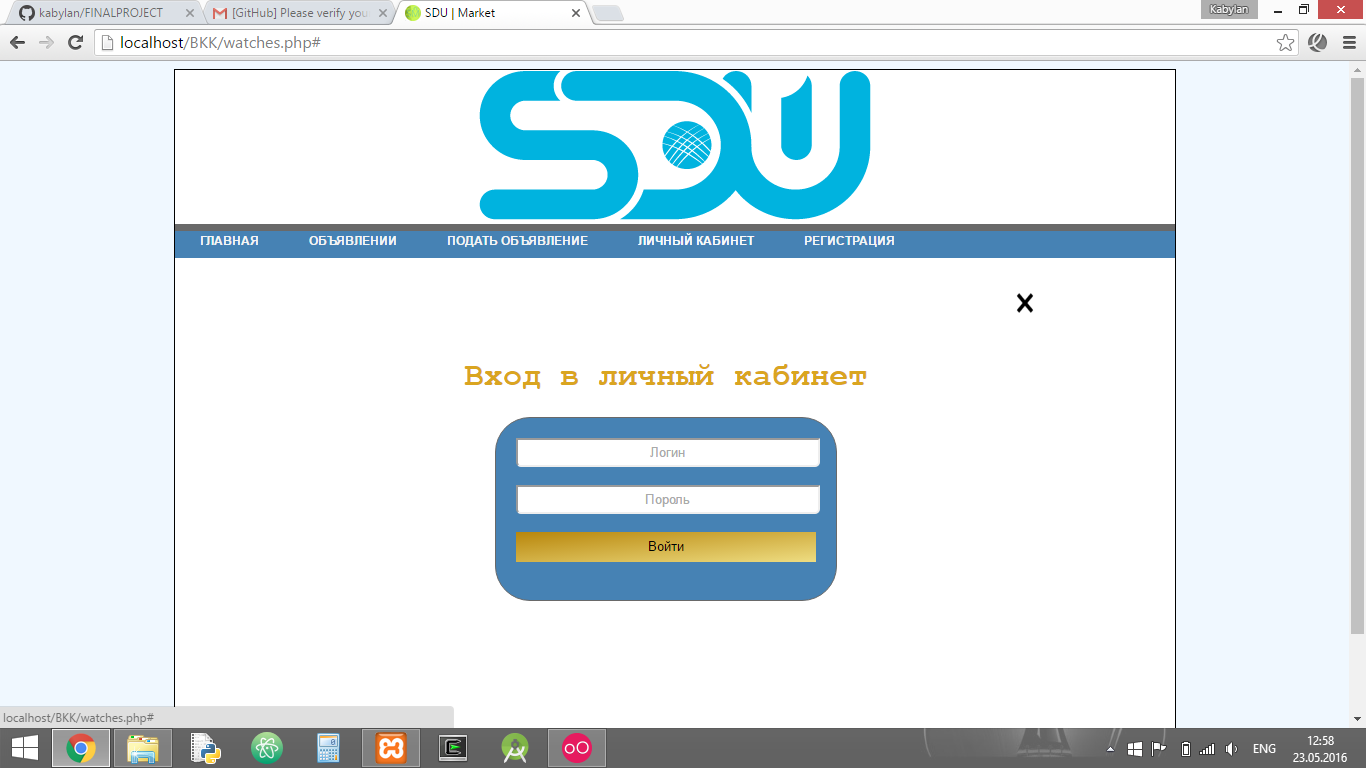 kabylan/FINALPROJECT
[GitHub] Please verify you
SDU | Market
Kabylan
localhost/BKK/watches.php#
SDU
ГЛАВНАЯ ОБЪЯВЛЕНИИ ПОДАТЬ ОБЪЯВЛЕНИЕ ЛИЧНЫЙ КАБИНЕТ РЕГИСТРАЦИЯ
X
Вход в личный кабинет
Логин
Пороль
Войти
localhost/BKK/watches.php#
ENG
12:58
23.05.2016